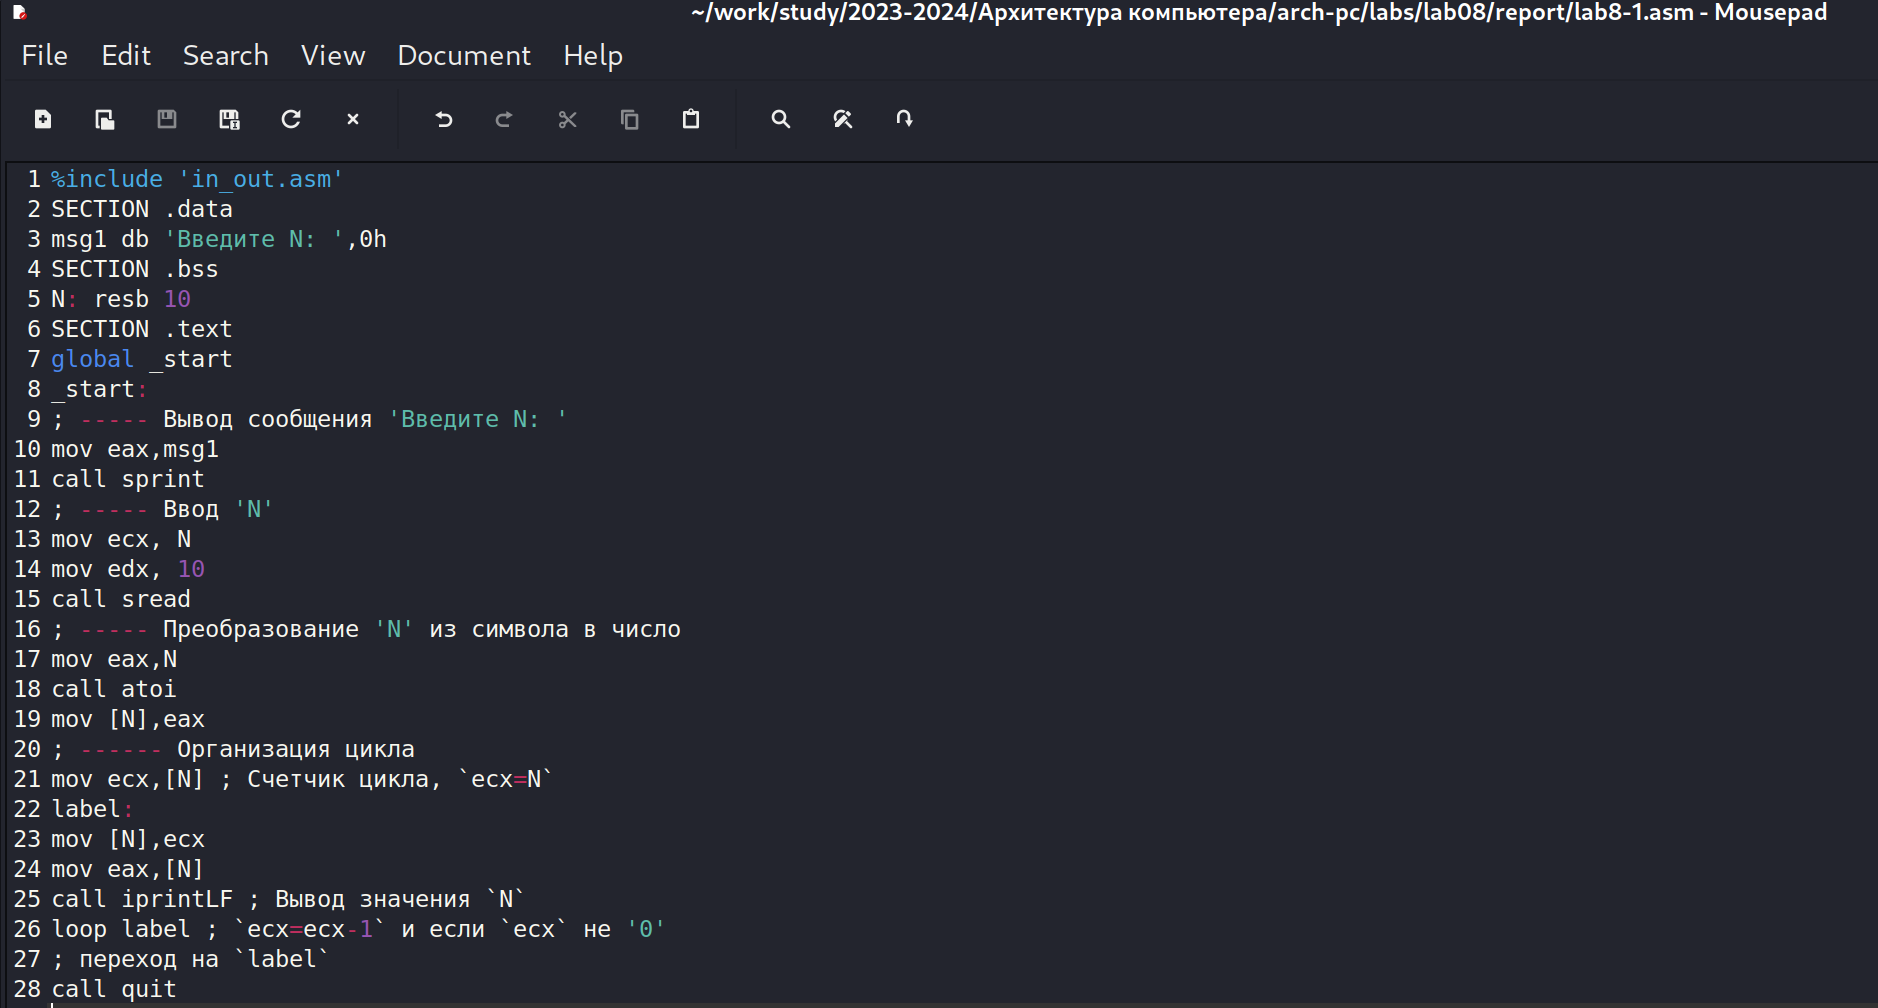 ~/work/study/2023-2024/Архитектура компьютера/arch-pc/labs/lab08/report/lab8-1.asm - Mousepad
File Edit Search View Document Help
1 %include 'in_out.asm'
2 SECTION .data
3 msg1 db 'Введите N: ',0h
4 SECTION .bss
5 N: resb 10
6 SECTION .text
7 global _start
8 _start:
9 ; ----- Вывод сообщения 'Введите N: '
10 mov eax,msg1
11 call sprint
12 ; ----- Ввод 'N'
13 mov ecx, N
14 mov edx, 10
15 call sread
16 ; ----- Преобразование 'N' из символа в число
17 mov eax,N
18 call atoi
19 mov [N],eax
20 ; ------ Организация цикла
21 mov ecx,[N] ; Счетчик цикла, `ecx=N`
22 label:
23 mov [N],ecx
24 mov eax,[N]
25 call iprintLF ; Вывод значения `N`
26 loop label ; `ecx=ecx-1` и если `ecx` не '0'
27 ; переход на `label`
28 call quit